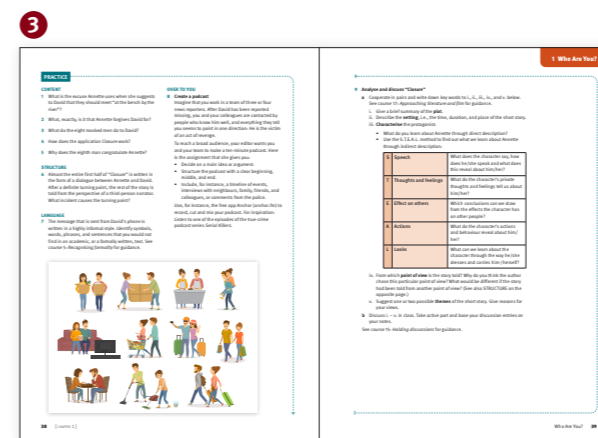 3
1 Who Are You?
PRACTICE
CONTENT
1 What is the excuse Annette uses when she suggests
to David that they should meet "at the bench by the
river"?
2 What, exactly, is it that Annette forgives David for?
3 What do the eight masked men do to David?
4 How does the application Closure work?
5 Why does the eighth man congratulate Annette?
STRUCTURE
6 Almost the entire first half of "Closure" is written in
the form of a dialogue between Annette and David.
After a definite turning point, the rest of the story is
told from the perspective of a third-person narrator.
What incident causes the turning point?
LANGUAGE
7 The message that is sent from David's phone is
written in a highly informal style. Identify symbols,
words, phrases, and sentences that you would not
find in an academic, or a formally written, text. See
course 5: Recognising formality for guidance.
OVER TO YOU
8 Create a podcast
Imagine that you work in a team of three or four
news reporters. After David has been reported
missing, you and your colleagues are contacted by
people who know him well, and everything they tell
you seems to point in one direction: He is the victim
of an act of revenge.
To reach a broad audience, your editor wants you
and your team to make a ten-minute podcast. Here
is the assignment that she gives you:
• Decide on a main idea or argument.
• Structure the podcast with a clear beginning,
middle, and end.
• Include, for instance, a timeline of events,
interviews with neighbours, family, friends, and
colleagues, or comments from the police.
Use, for instance, the free app Anchor (anchor.fm) to
record, cut and mix your podcast. For inspiration:
Listen to one of the episodes of the true-crime
podcast series Serial Killers.
38 [COURSE 1]
9 Analyse and discuss "Closure"
a Cooperate in pairs and write down key words to i., ii., iii., iv., and v. below.
See course 17: Approaching literature and film for guidance.
i. Give a brief summary of the plot.
ii. Describe the setting, i.e., the time, duration, and place of the short story.
iii. Characterise the protagonist:
• What do you learn about Annette through direct description?
• Use the S.T.E.A.L. method to find out what we learn about Annette
through indirect description:
S Speech What does the character say, how
does he/she speak and what does
this reveal about him/her?
T Thoughts and feelings What do the character's private
thoughts and feelings tell us about
him/her?
E Effect on others Which conclusions can we draw
from the effects the character has
on other people?
A Actions What do the character's actions
and behaviour reveal about him/
her?
L Looks What can we learn about the
character through the way he/she
dresses and carries him-/herself?
iv. From which point of view is the story told? Why do you think the author
chose this particular point of view? What would be different if the story
had been told from another point of view? (See also STRUCTURE on the
opposite page.)
v. Suggest one or two possible themes of the short story. Give reasons for
your views.
b Discuss i. – v. in class. Take active part and base your discussion entries on
your notes.
Who Are You? 39